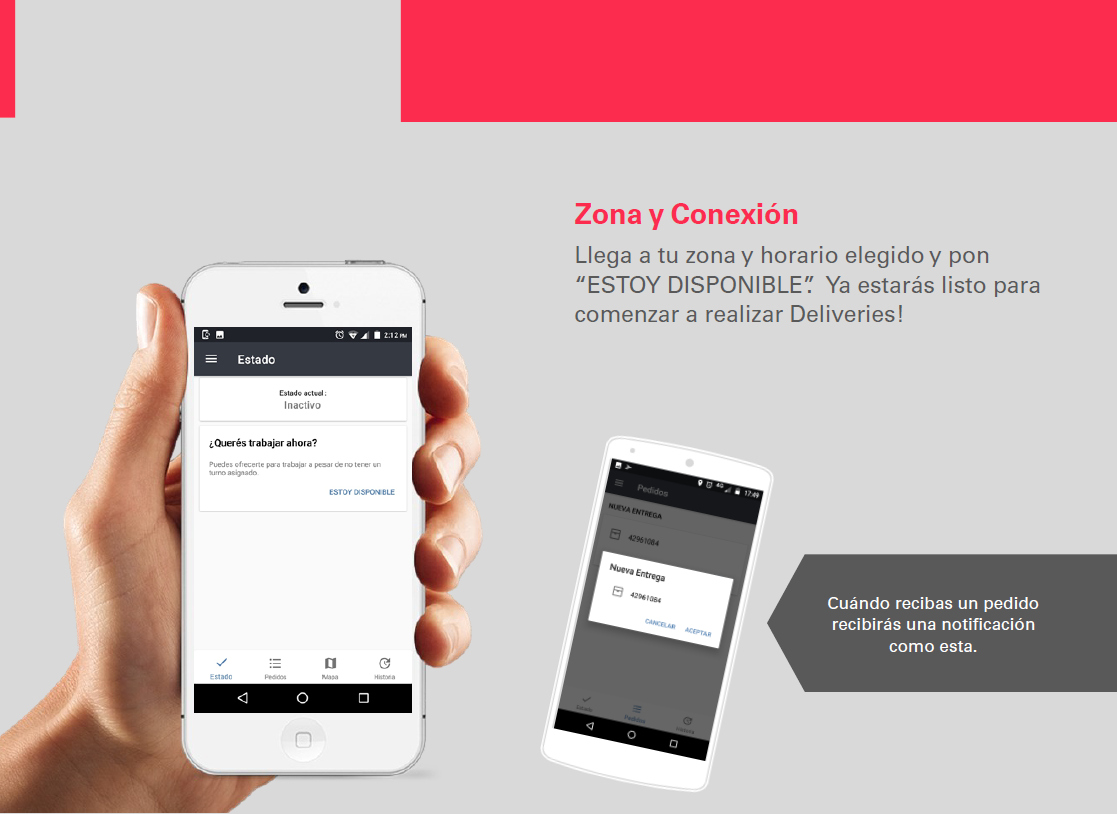 Zona y Conexión
Llega a tu zona y horario elegido y pon
“ESTOY DISPONIBLE”. Ya estarás listo para
comenzar a realizar Deliveries!
2:12 PM
Estado
Estado actual:
Inactivo
¿Querés trabajar ahora?
Puedes ofrecerte para trabajar a pesar de no tener un
turno asignado
ESTOY DISPONIBLE
Estado Pedidos Mapa Historia
4G 17:49
Pedidos
NUEVA ENTREGA
42961084
Nueva Entrega
42961084
CANCELAR ACEPTAR
Estado Pedidos Historia
Cuándo recibas un pedido
recibirás una notificación
como esta.